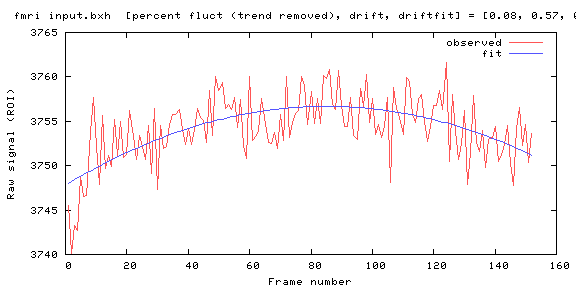 fmri input.bxh [percent fluct (trend removed), drift, driftfit] = [0.08, 0.57,
observed
fit
3765
3760
3755
3750
3745
3740
Raw signal (ROI)
0 20 40 60 80 100 120 140 160
Frame number